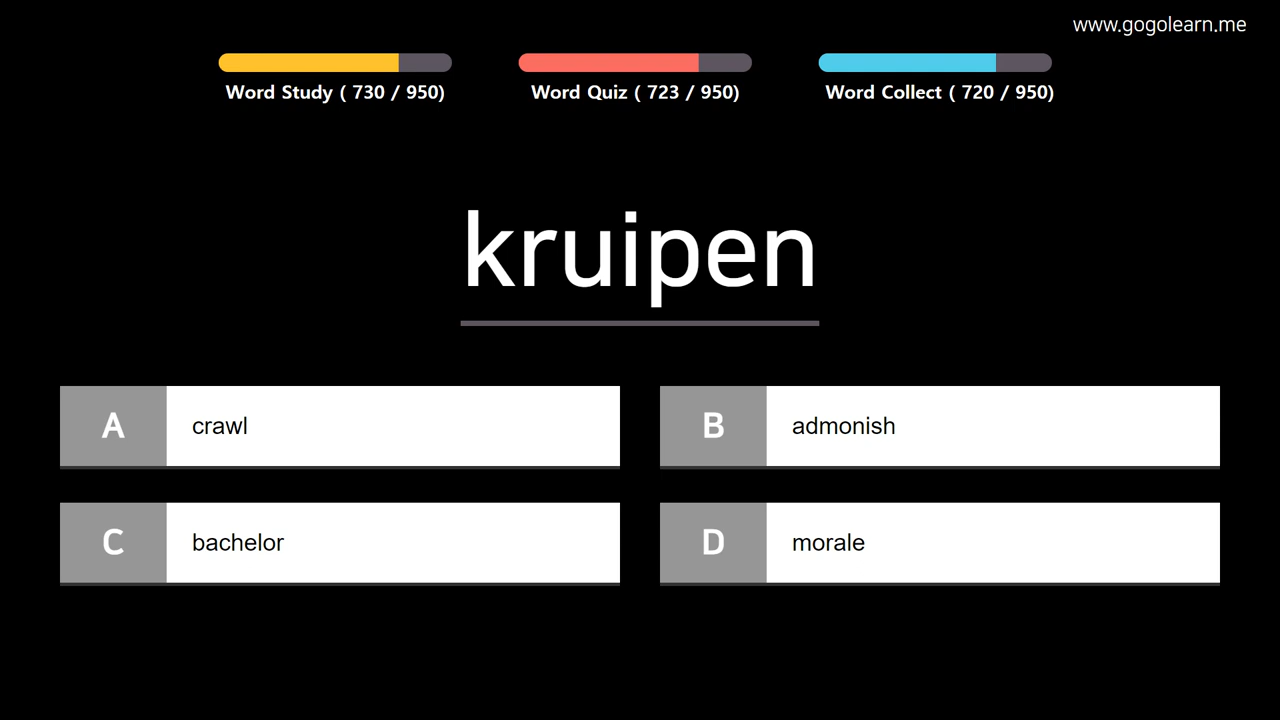 www.gogolearn.me
Word Study ( 730 / 950) Word Quiz ( 723 / 950) Word Collect ( 720 / 950)
kruipen
A crawl B admonish
C bachelor D morale